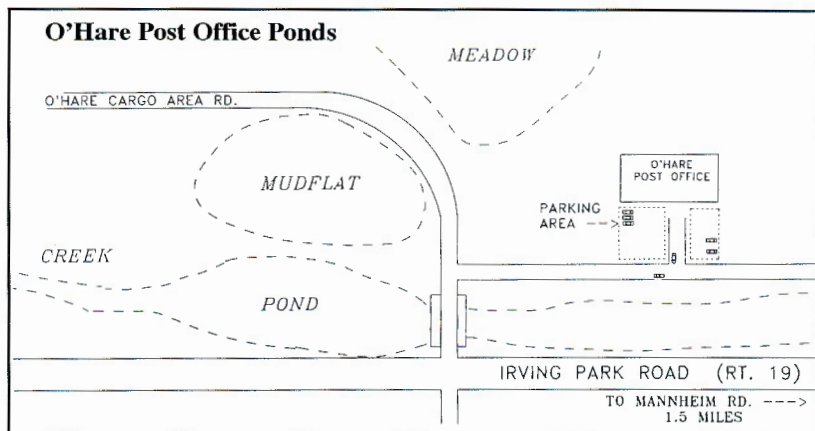 O'Hare Post Office Ponds
MEADOW
O'HARE CARGO AREA RD.
O'HARE
POST OFFICE
MUDFLAT
PARKING
AREA
CREEK
POND
IRVING PARK ROAD (RT. 19)
TO MANNHEIM RD.
1.5 MILES